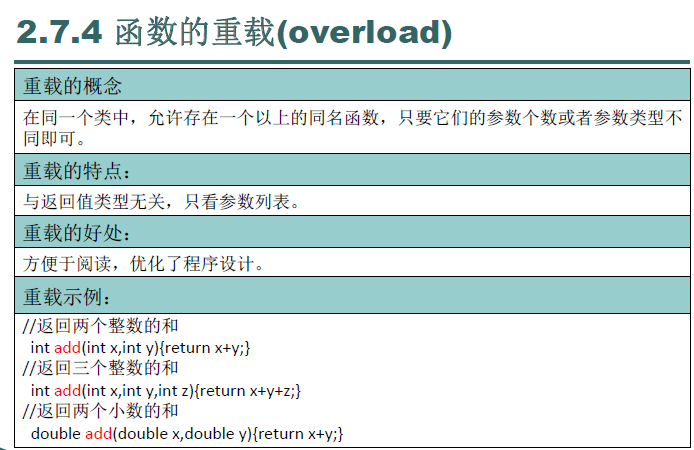 2.7.4 函数的重载(overload)
重载的概念
在同一个类中，允许存在一个以上的同名函数，只要它们的参数个数或者参数类型不
同即可。
重载的特点：
与返回值类型无关，只看参数列表。
重载的好处：
方便于阅读，优化了程序设计。
重载示例：
//返回两个整数的和
int add(int x,int y){return x+y;}
//返回三个整数的和
int add(int x,int y,int z){return x+y+z;}
//返回两个小数的和
double add(double x,double y){return x+y;}